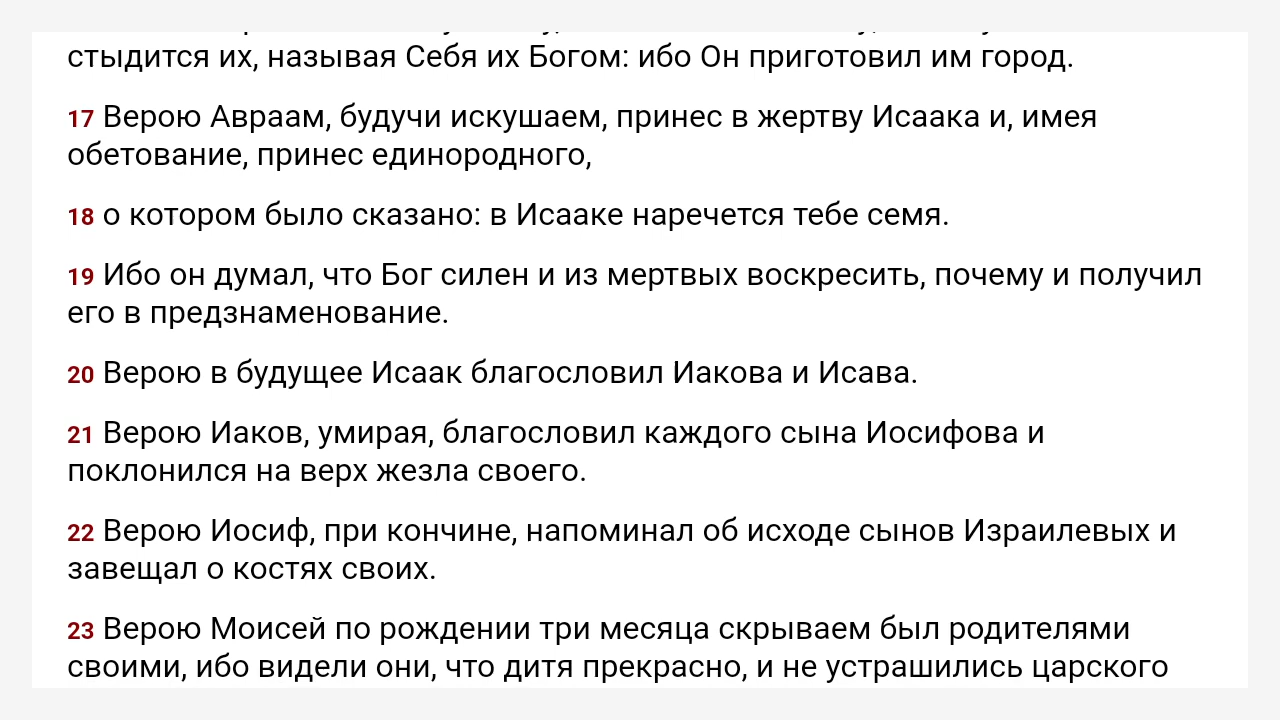 стыдится их, называя Себя их Богом: ибо Он приготовил им город.
17 Верою Авраам, будучи искушаем, принес в жертву Исаака и, имея
обетование, принес единородного,
18 о котором было сказано: в Исааке наречется тебе семя.
19 Ибо он думал, что Бог силен и из мертвых воскресить, почему и получил
его в предзнаменование.
20 Верою в будущее Исаак благословил Иакова и Исава.
21 Верою Иаков, умирая, благословил каждого сына Иосифова и
поклонился на верх жезла своего.
22 Верою Иосиф, при кончине, напоминал об исходе сынов Израилевых и
завещал о костях своих.
23 Верою Моисей по рождении три месяца скрываем был родителями
своими, ибо видели они, что дитя прекрасно, и не устрашились царского